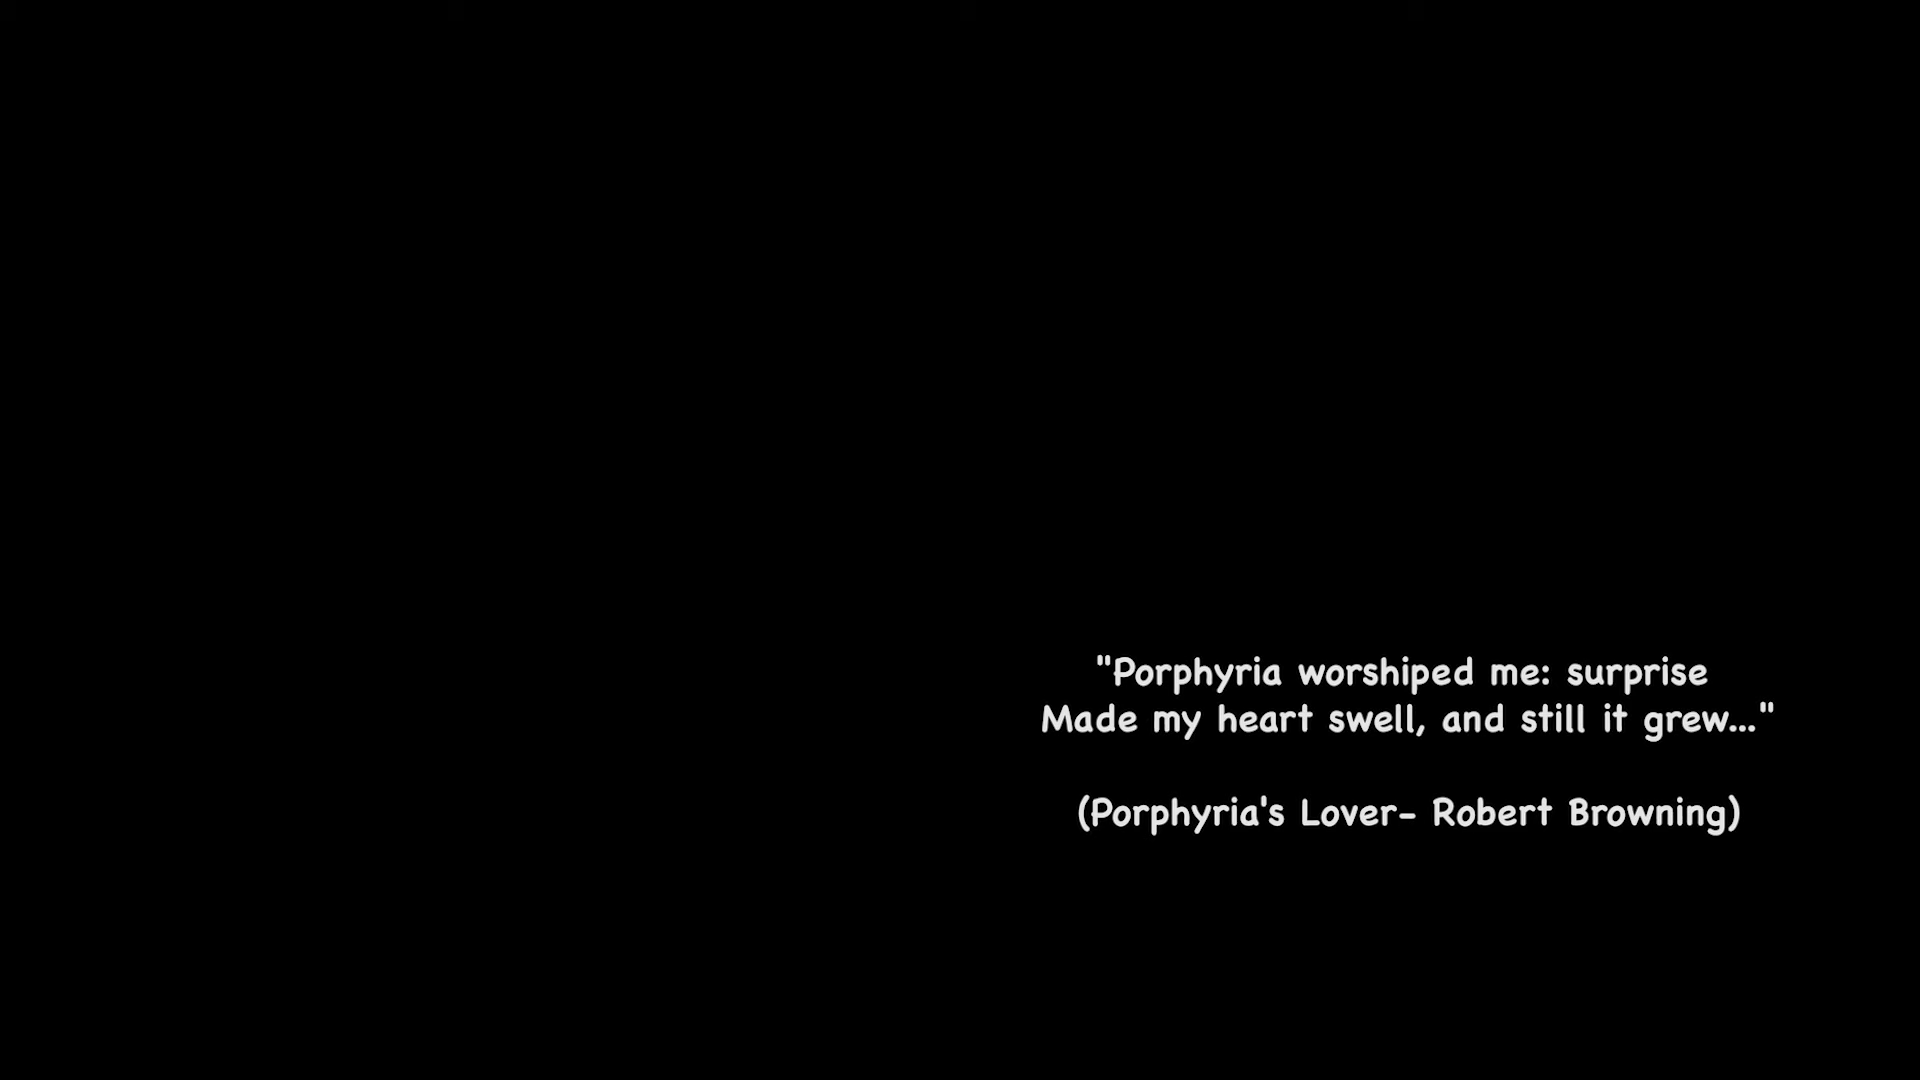 "Porphyria worshiped me: surprise
Made my heart swell, and still it grew..."
(Porphyria's Lover- Robert Browning)